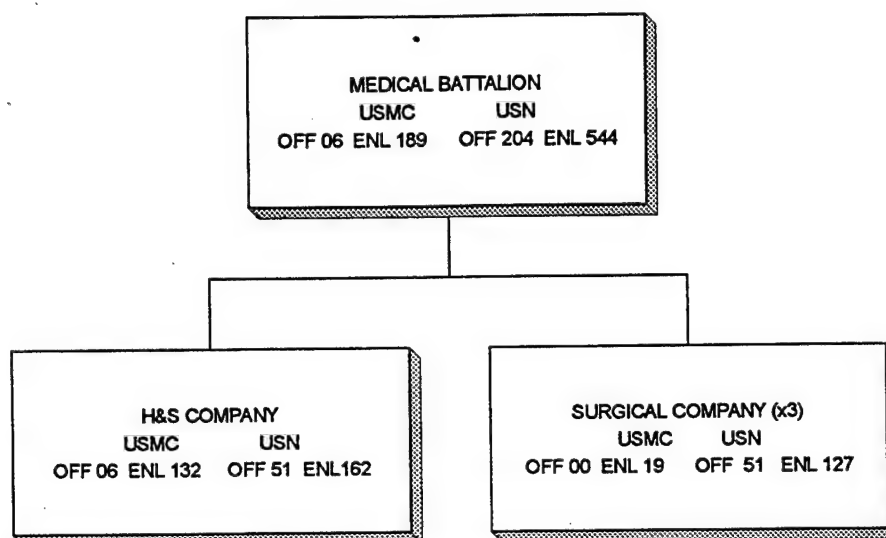 MEDICAL BATTALION
USMC USN
OFF 06 ENL 189 OFF 204 ENL 544
H&S COMPANY
USMC USN
OFF 06 ENL 132 OFF 51 ENL162
SURGICAL COMPANY (x3)
USMC USN
OFF 00 ENL 19 OFF 51 ENL 127